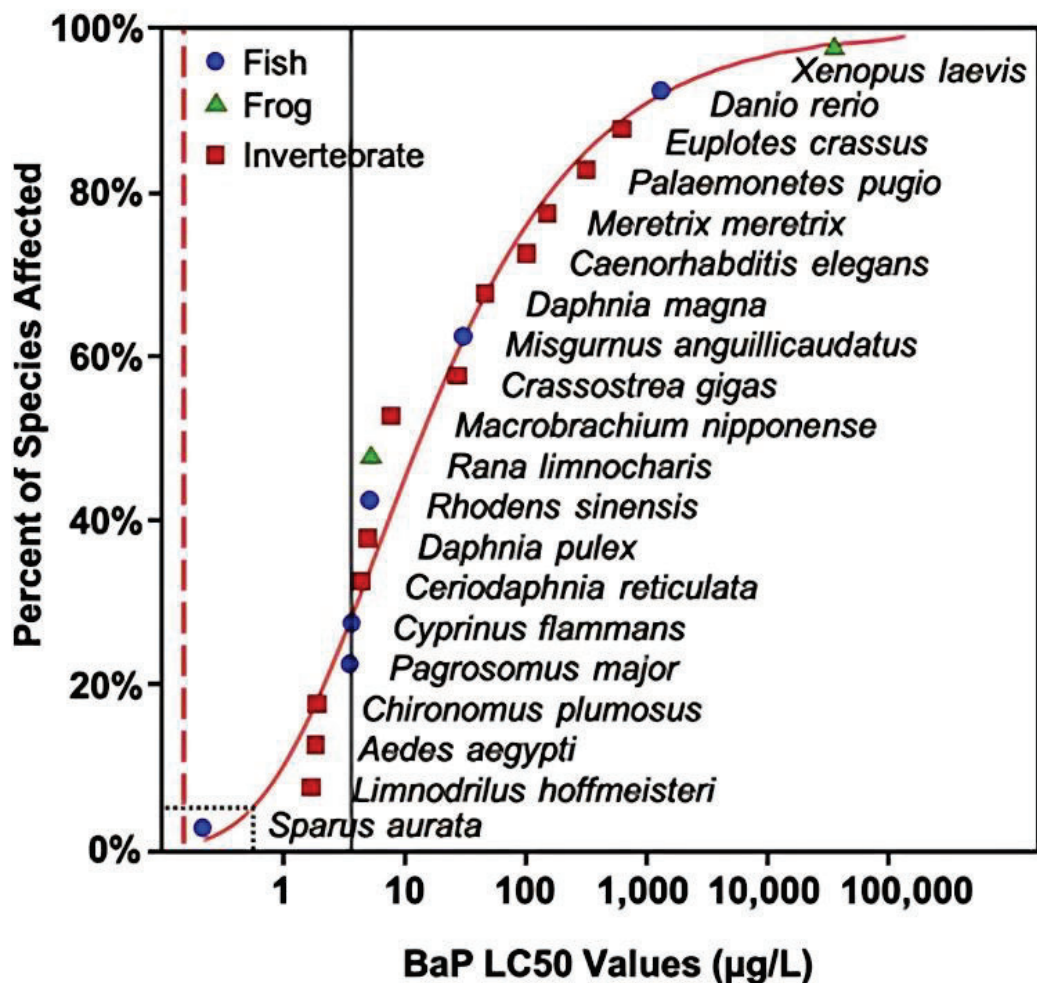 100%
80%
60%
40%
20%
0%
Percent of Species Affected
Fish
Frog
Invertebrate
Xenopus laevis
Danio rerio
Euplotes crassus
Palaemonetes pugio
Meretrix meretrix
Caenorhabditis elegans
Daphnia magna
Misgurnus anguillicaudatus
Crassostrea gigas
Macrobrachium nipponense
Rana limnocharis
Rhodens sinensis
Daphnia pulex
Ceriodaphnia reticulata
Cyprinus flammans
Pagrosomus major
Chironomus plumosus
Aedes aegypti
Limnodrilus hoffmeisteri
Sparus aurata
1 10 100 1,000 10,000 100,000
BaP LC50 Values (µg/L)